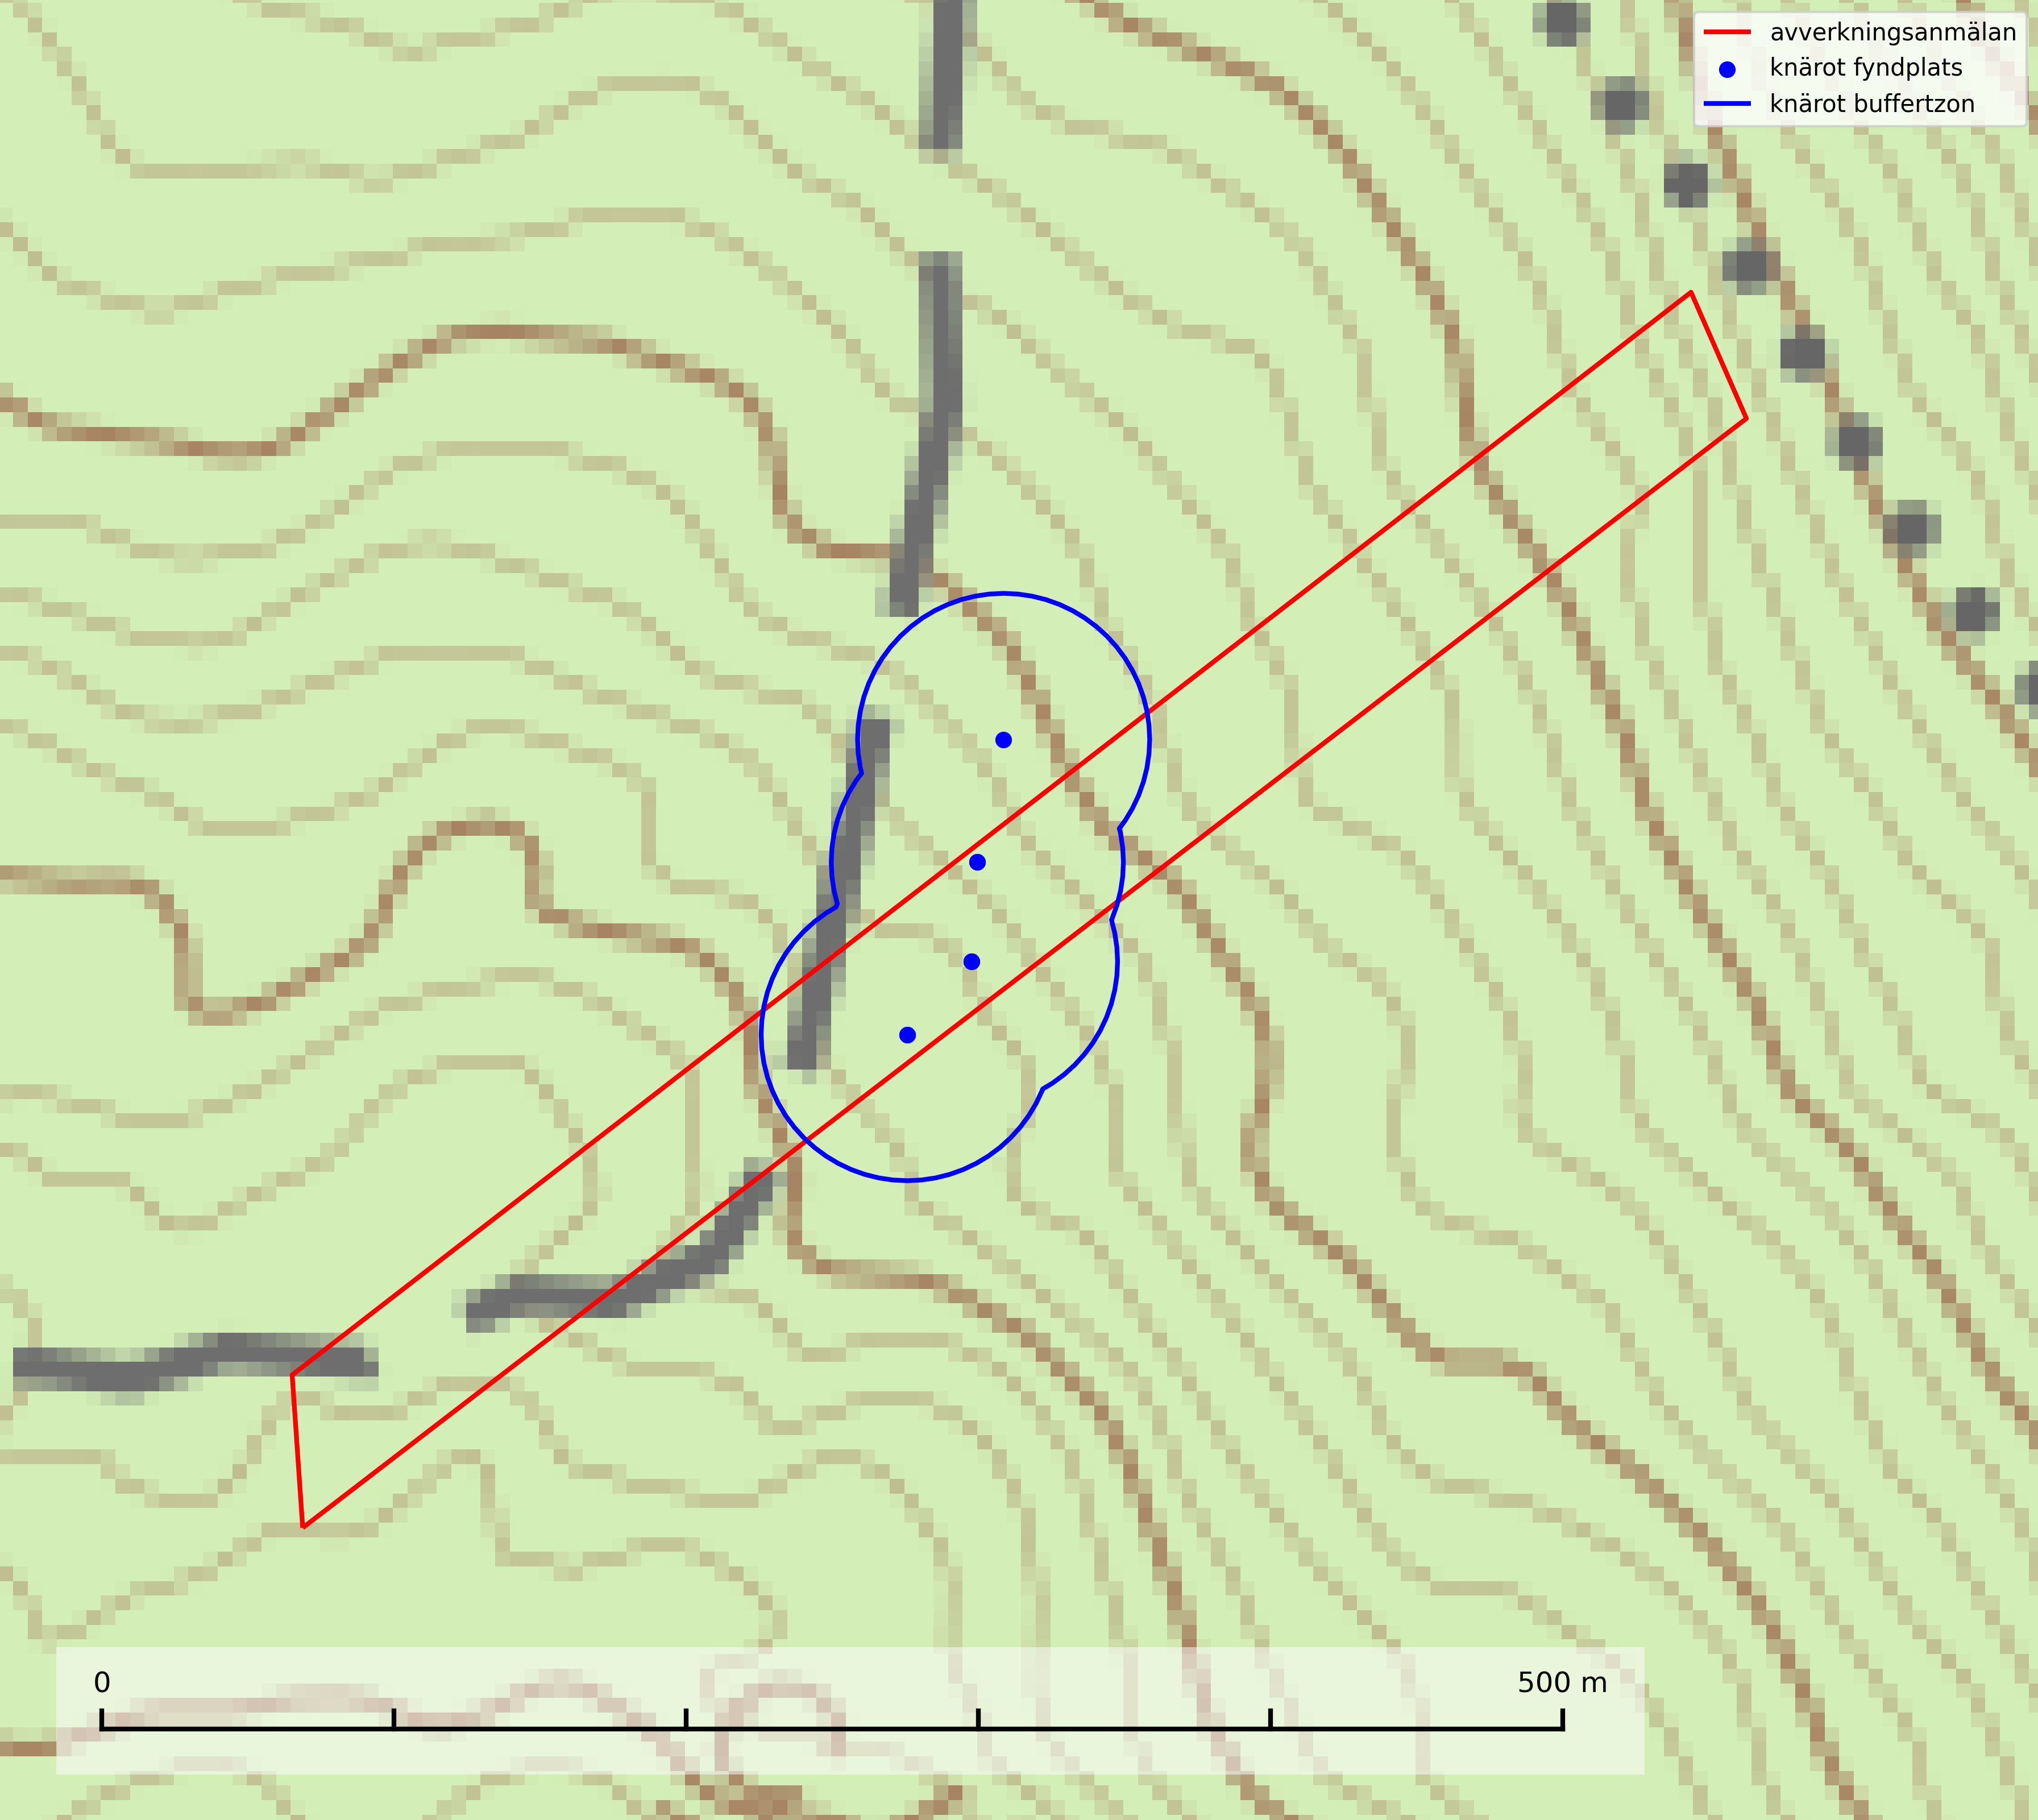 avverkningsanmälan
knärot fyndplats
knärot buffertzon
0
500 m